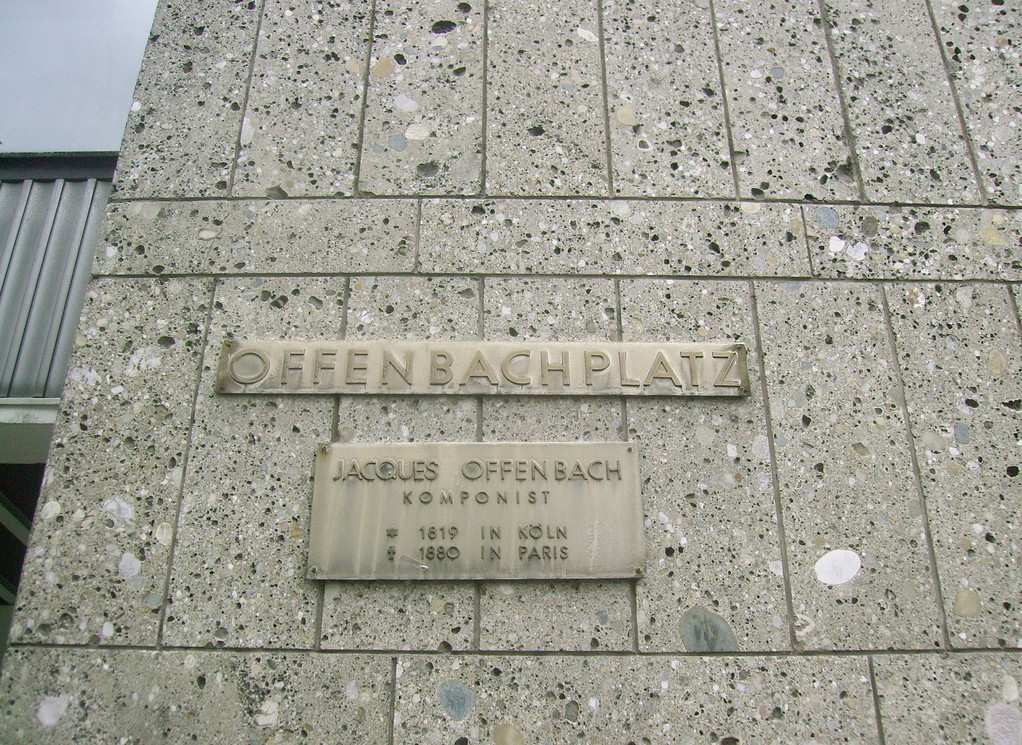 OFFENBACHPLATZ
JACQUES OFFENBACH
KOMPONIST
* 1819 IN KÖLN
‡ 1880 IN PARIS